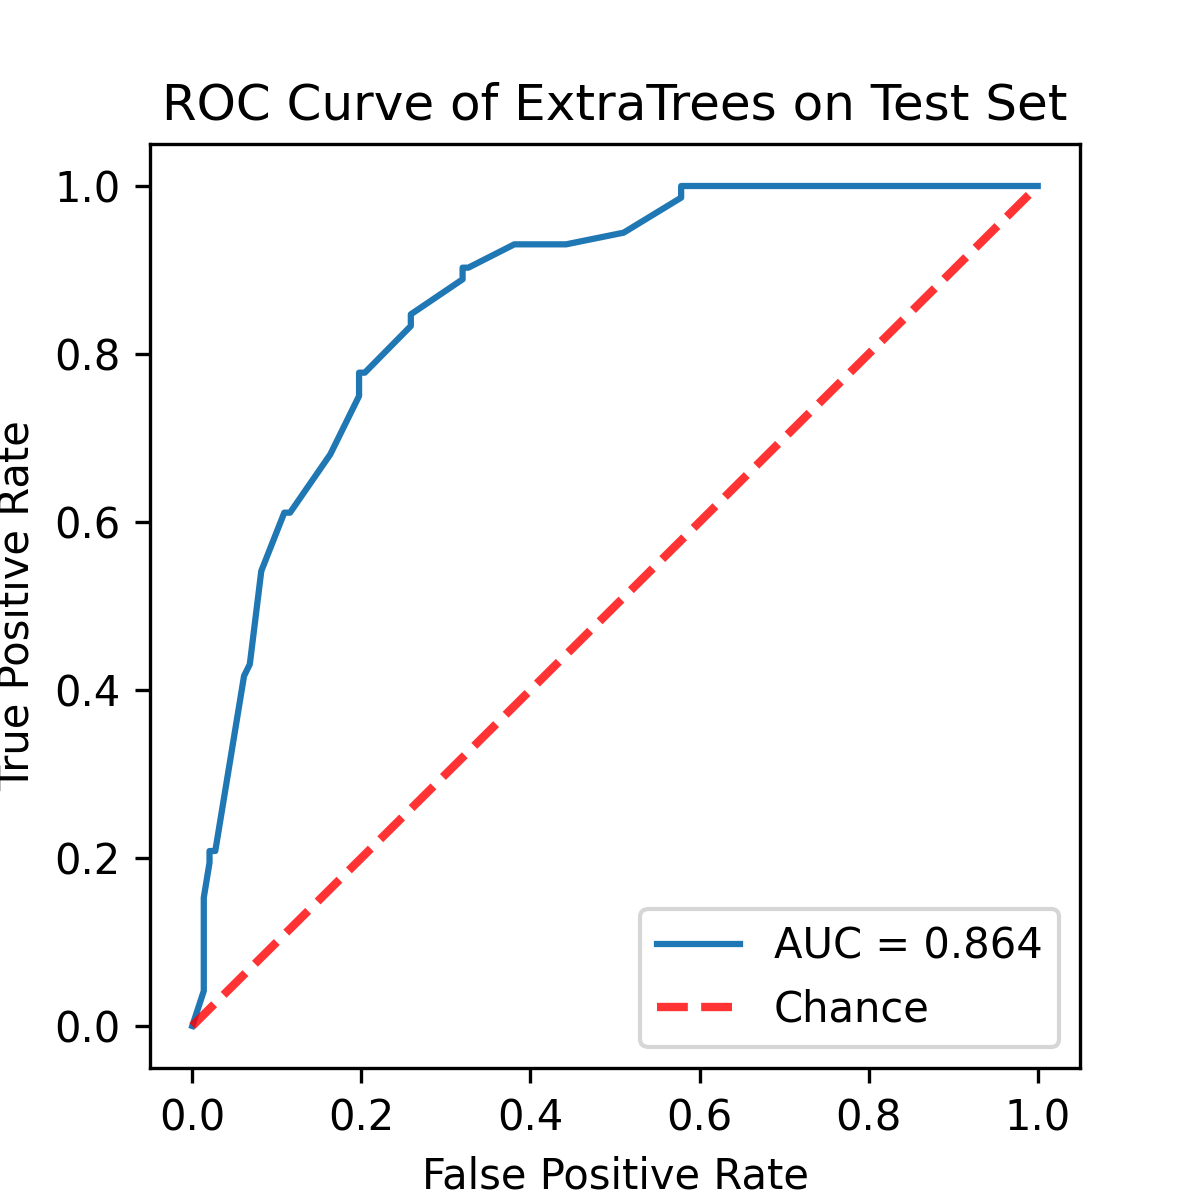 ROC Curve of ExtraTrees on Test Set
1.0
0.8
0.6
0.4
0.2
0.0
True Positive Rate
0.0 0.2 0.4 0.6 0.8 1.0
False Positive Rate
AUC = 0.864
Chance